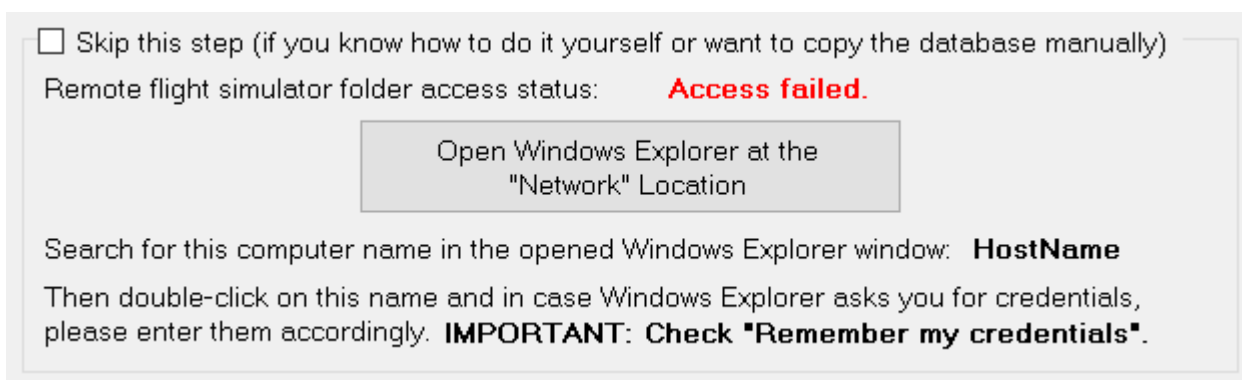 Skip this step (if you know how to do it yourself or want to copy the database manually)
Remote flight simulator folder access status: Access failed.
Open Windows Explorer at the
"Network" Location
Search for this computer name in the opened Windows Explorer window: HostName
Then double-click on this name and in case Windows Explorer asks you for credentials,
please enter them accordingly. IMPORTANT: Check "Remember my credentials".